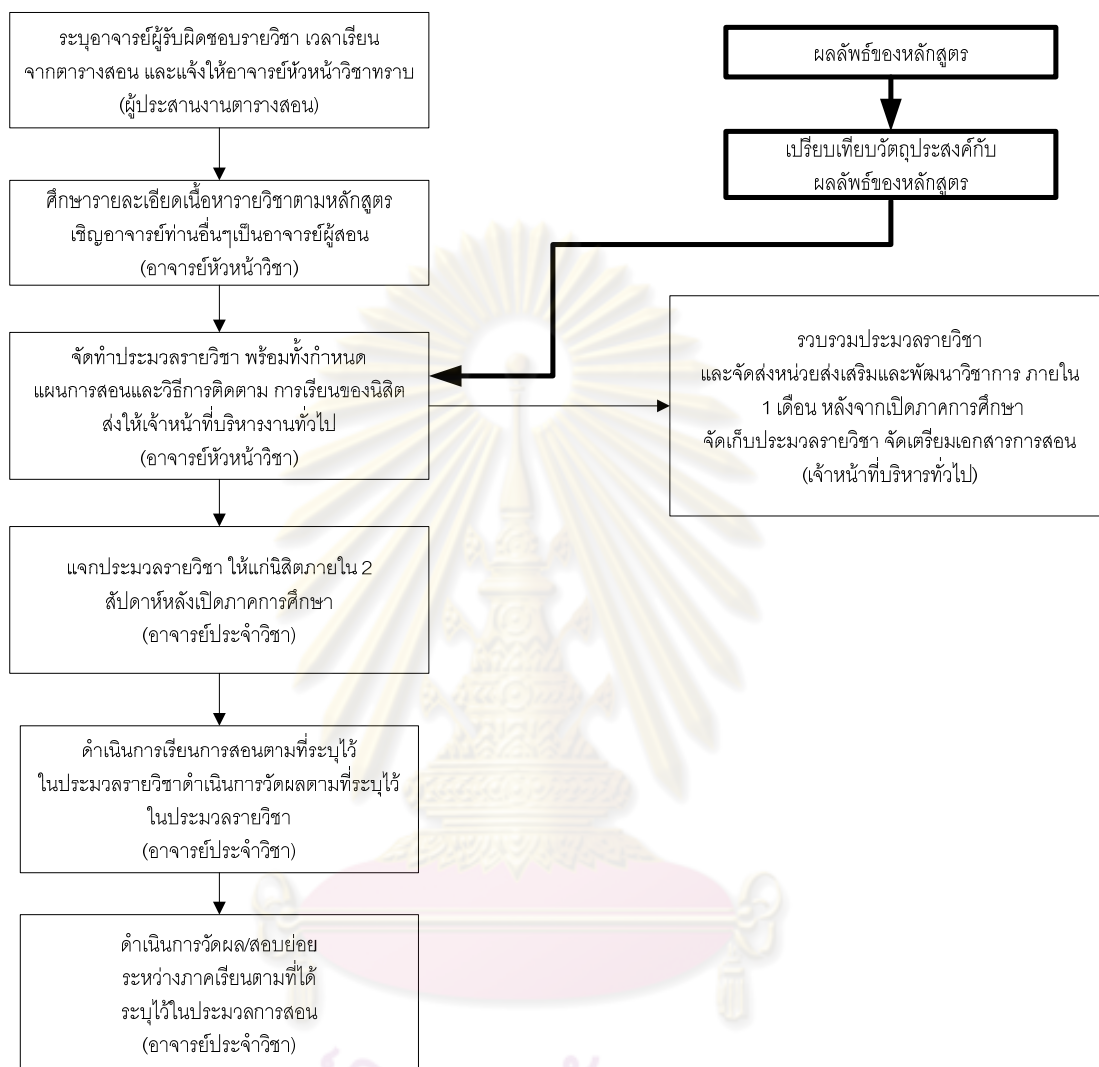 ระบุอาจารย์ผู้รับผิดชอบรายวิชา เวลาเรียน
จากตารางสอน และแจ้งให้อาจารย์หัวหน้าวิชาทราบ
(ผู้ประสานงานตารางสอน)
ศึกษารายละเอียดเนื้อหารายวิชาตามหลักสูตร
เชิญอาจารย์ท่านอื่นๆเป็นอาจารย์ผู้สอน
(อาจารย์หัวหน้าวิชา)
จัดทำประมวลรายวิชา พร้อมทั้งกำหนด
แผนการสอนและวิธีการติดตาม การเรียนของนิสิต
ส่งให้เจ้าหน้าที่บริหารงานทั่วไป
(อาจารย์หัวหน้าวิชา)
แจกประมวลรายวิชา ให้แก่นิสิตภายใน 2
สัปดาห์หลังเปิดภาคการศึกษา
(อาจารย์ประจำวิชา)
ดำเนินการเรียนการสอนตามที่ระบุไว้
ในประมวลรายวิชาดำเนินการวัดผลตามที่ระบุไว้
ในประมวลรายวิชา
(อาจารย์ประจำวิชา)
ดำเนินการวัดผล/สอบย่อย
ระหว่างภาคเรียนตามที่ได้
ระบุไว้ในประมวลการสอน
(อาจารย์ประจำวิชา)
ผลลัพธ์ของหลักสูตร
เปรียบเทียบวัตถุประสงค์กับ
ผลลัพธ์ของหลักสูตร
รวบรวมประมวลรายวิชา
และจัดส่งหน่วยส่งเสริมและพัฒนาวิชาการ ภายใน
1 เดือน หลังจากเปิดภาคการศึกษา
จัดเก็บประมวลรายวิชา จัดเตรียมเอกสารการสอน
(เจ้าหน้าที่บริหารทั่วไป)